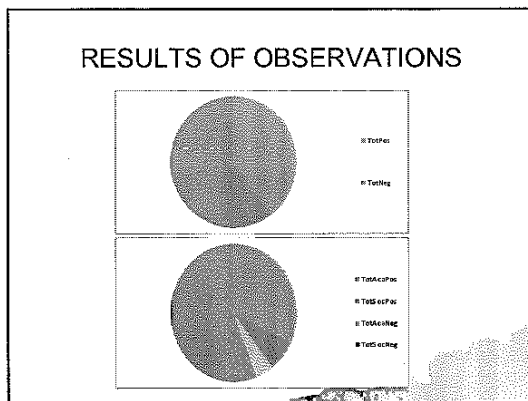 RESULTS OF OBSERVATIONS
TotPos
TotNeg
TotAcaPos
TotSocPos
TotAcaNeg
TotSocNeg